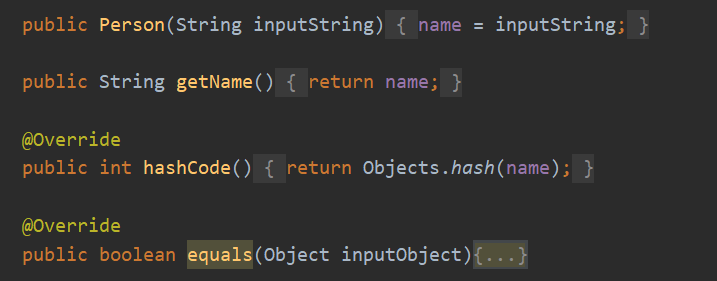 public Person(String inputString) { name = inputString; }
public String getName() { return name; }
@Override
public int hashCode() { return Objects.hash(name); }
@Override
public boolean equals(Object inputObject){...}